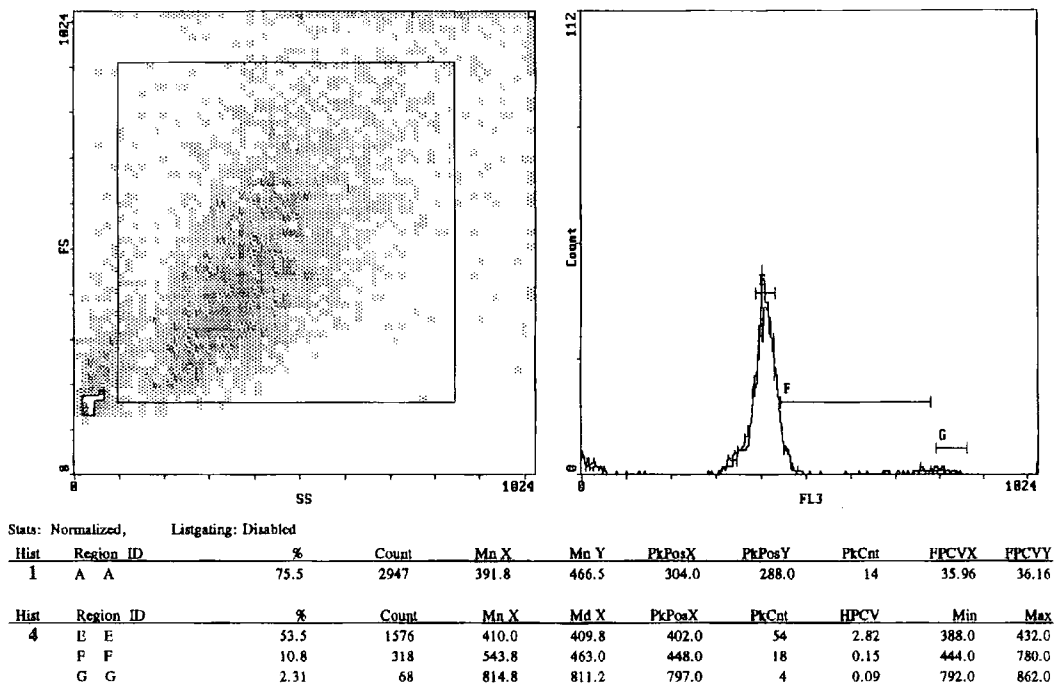 1024
FS
0
0
SS
1024
112
Count
0
E
F
G
0
FL3
1024
Stats: Normalized, Listgating: Disabled
Hist Region ID % Count Mn X Mn Y PkPosX PkPosY PkCnt HPCVX FPCVY
1 A A 75.5 2947 391.8 466.5 304.0 288.0 14 35.96 36.16
Hist Region ID % Count Mn X Md X PkPosX PkCnt HPCV Min Max
4 E E 53.5 1576 410.0 409.8 402.0 54 2.82 388.0 432.0
F F 10.8 318 543.8 463.0 448.0 18 0.15 444.0 780.0
G G 2.31 68 814.8 811.2 797.0 4 0.09 792.0 862.0